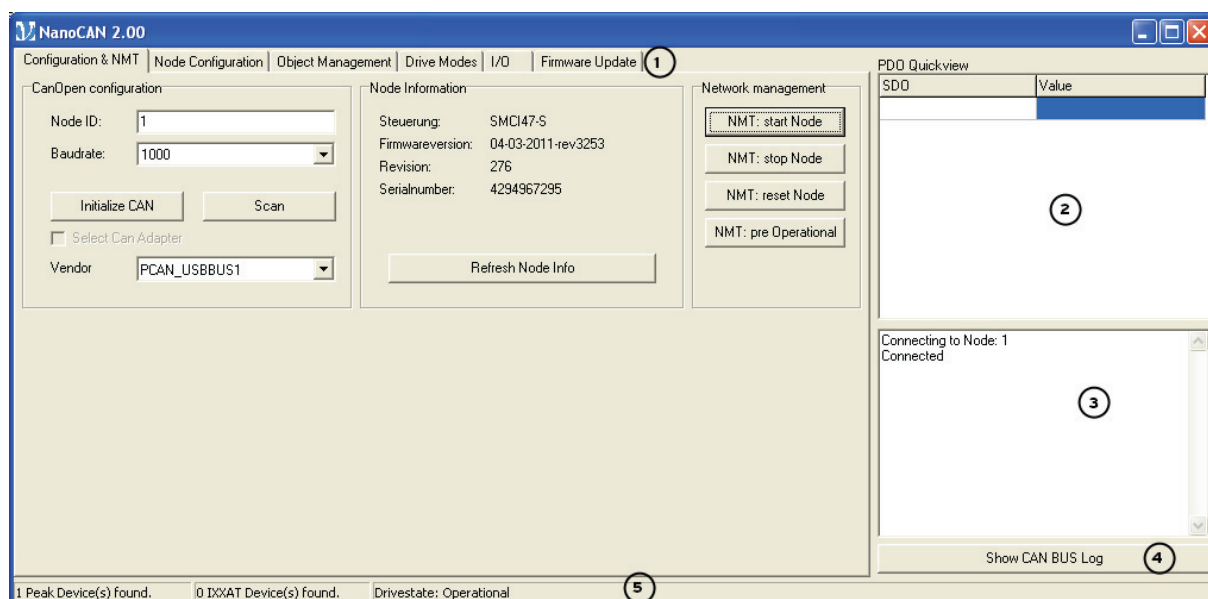 NanoCAN 2.00
Configuration & NMT
Node Configuration
Object Management
Drive Modes
I/O
Firmware Update
1
CanOpen configuration
Node ID:
1
Baudrate:
1000
Initialize CAN
Scan
Select Can Adapter
Vendor
PCAN_USBBUS1
Node Information
Steuerung:
SMCI47-S
Firmwareversion:
04-03-2011-rev3253
Revision:
276
Serialnumber:
4294967295
Refresh Node Info
Network management
NMT: start Node
NMT: stop Node
NMT: reset Node
NMT: pre Operational
PDO Quickview
SDO
Value
2
Connecting to Node: 1
Connected
3
Show CAN BUS Log
4
1 Peak Device(s) found.
0 IXXAT Device(s) found.
Drivestate: Operational
5